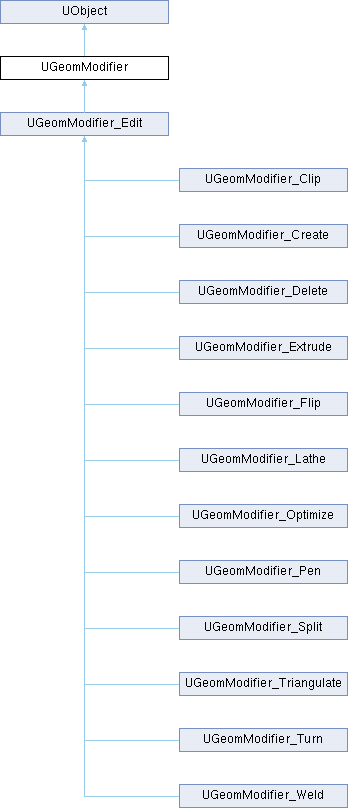 UObject
UGeomModifier
UGeomModifier_Edit
UGeomModifier_Clip
UGeomModifier_Create
UGeomModifier_Delete
UGeomModifier_Extrude
UGeomModifier_Flip
UGeomModifier_Lathe
UGeomModifier_Optimize
UGeomModifier_Pen
UGeomModifier_Split
UGeomModifier_Triangulate
UGeomModifier_Turn
UGeomModifier_Weld